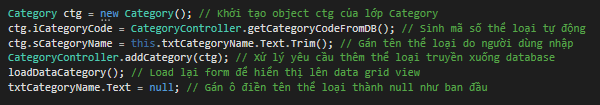 Category ctg = new Category(); // Khởi tạo object ctg của lớp Category
ctg.iCategoryCode = CategoryController.getCategoryCodeFromDB(); // Sinh mã số thể loại tự động
ctg.sCategoryName = this.txtCategoryName.Text.Trim(); // Gán tên thể loại do người dùng nhập
CategoryController.addCategory(ctg); // xử lý yêu cầu thêm thể loại truyền xuống database
loadDataCategory(); // Load lại form để hiển thị lên data grid view
txtCategoryName.Text = null; // Gán ô điền tên thể loại thành null như ban đầu